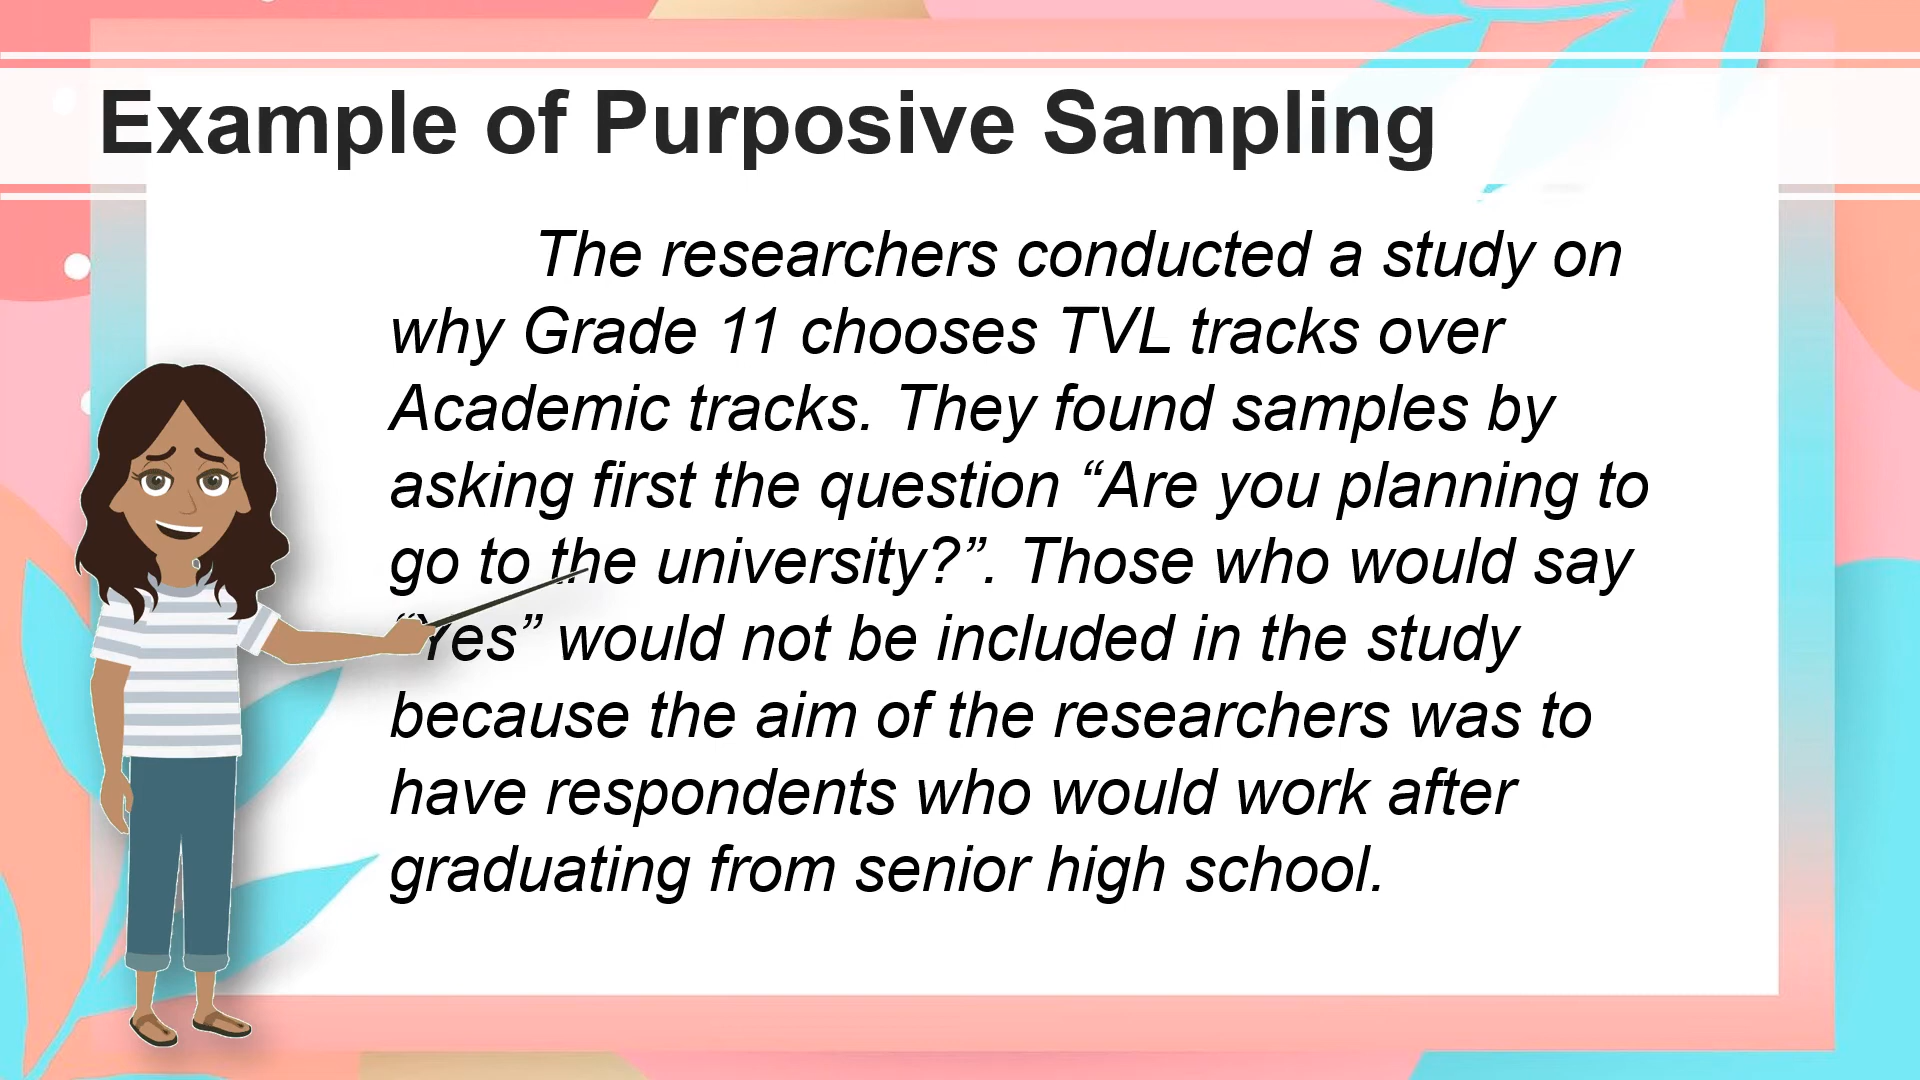 Example of Purposive Sampling
The researchers conducted a study on
why Grade 11 chooses TVL tracks over
Academic tracks. They found samples by
asking first the question “Are you planning to
go to the university?”. Those who would say
“Yes” would not be included in the study
because the aim of the researchers was to
have respondents who would work after
graduating from senior high school.